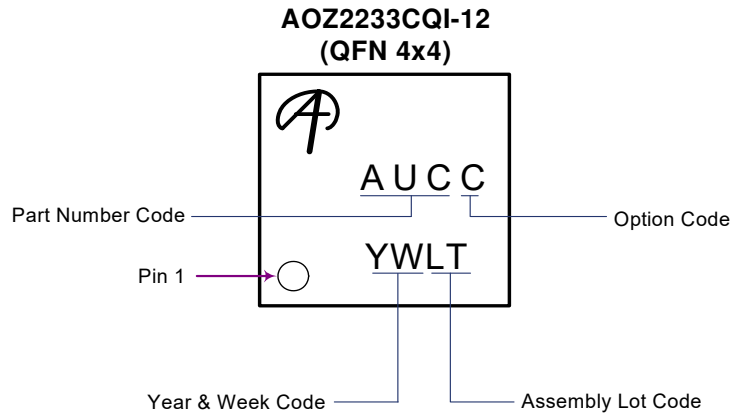 AOZ2233CQI-12
(QFN 4x4)
AUCC
Part Number Code
Option Code
YWLT
Pin 1
Year & Week Code
Assembly Lot Code